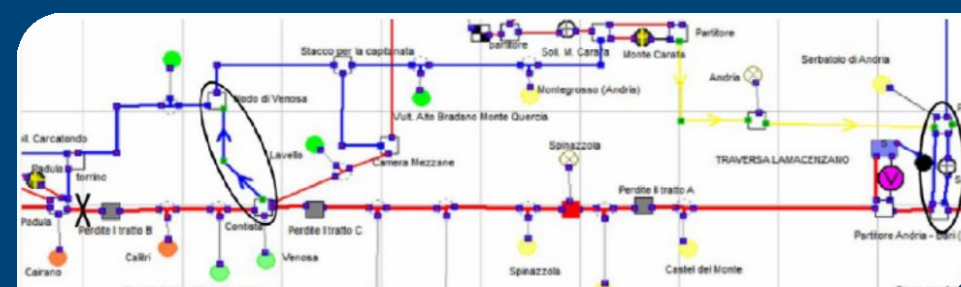 partitore
Soll. M. Carafa
Monte Carafa
Partitore
Stacco per la capitanata
Andria
Serbatoio di Andria
Nodo di Venosa
Montegrosso (Andria)
Vult. Alto Bradano Monte Quercia
Carcatondo
Padula
torrino
Lavello
Camera Mezzane
Spinazzola
TRAVERSA LAMACENZANO
S
V
Perdite II tratto A
Padula
Perdite I tratto B
Contista
Perdite I tratto C
Partitore Andria - Bari (
Cairano
Calitri
Venosa
Spinazzola
Castel del Monte